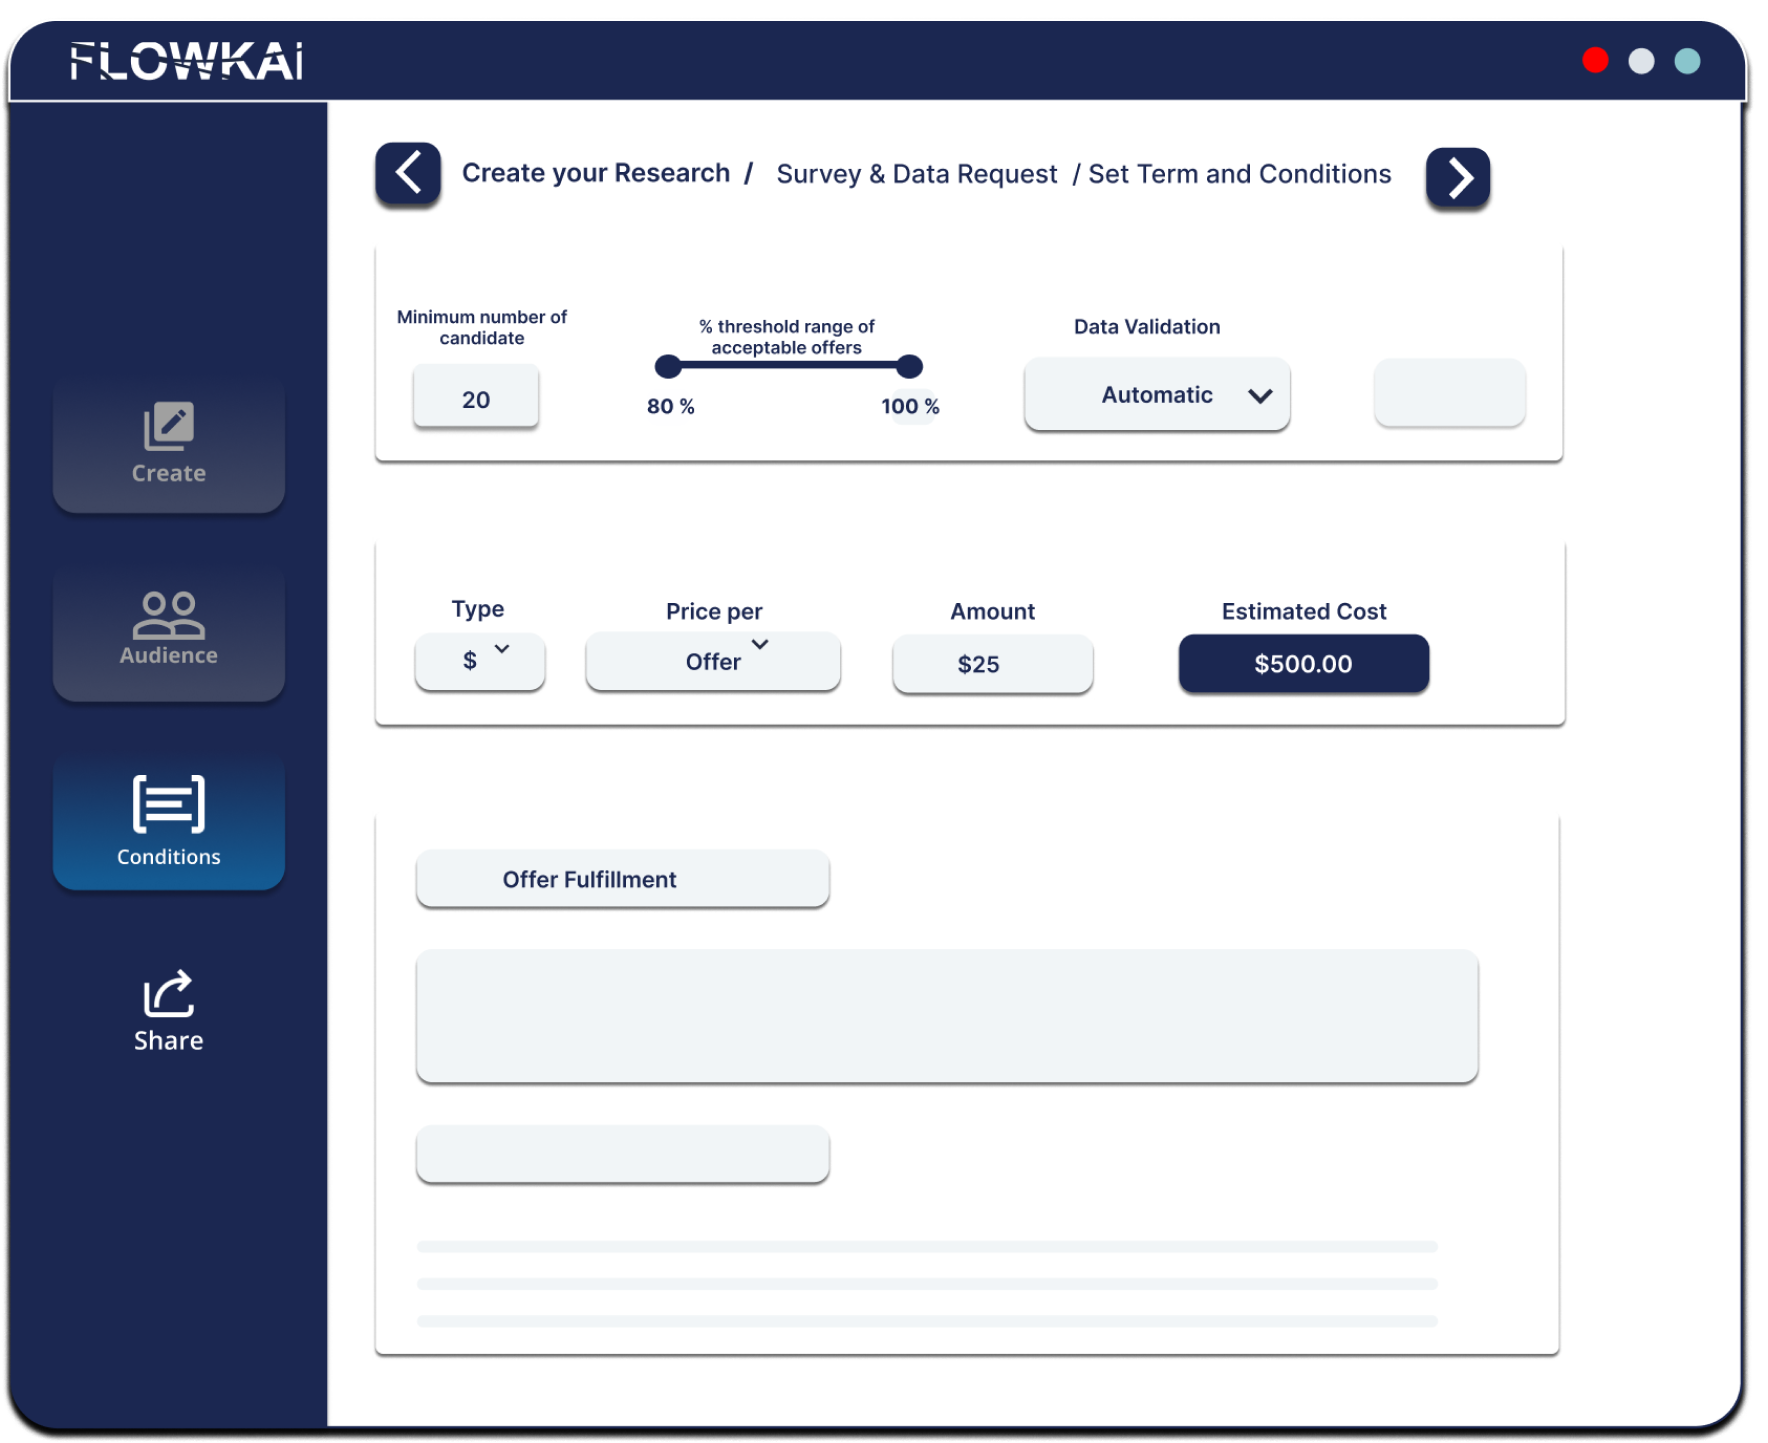 FLOWKAi
Create your Research / Survey & Data Request / Set Term and Conditions
Minimum number of
candidate
20
% threshold range of
acceptable offers
80 %
100 %
Data Validation
Automatic
Create
Audience
Conditions
Share
Type
$
Price per
Offer
Amount
$25
Estimated Cost
$500.00
Offer Fulfillment